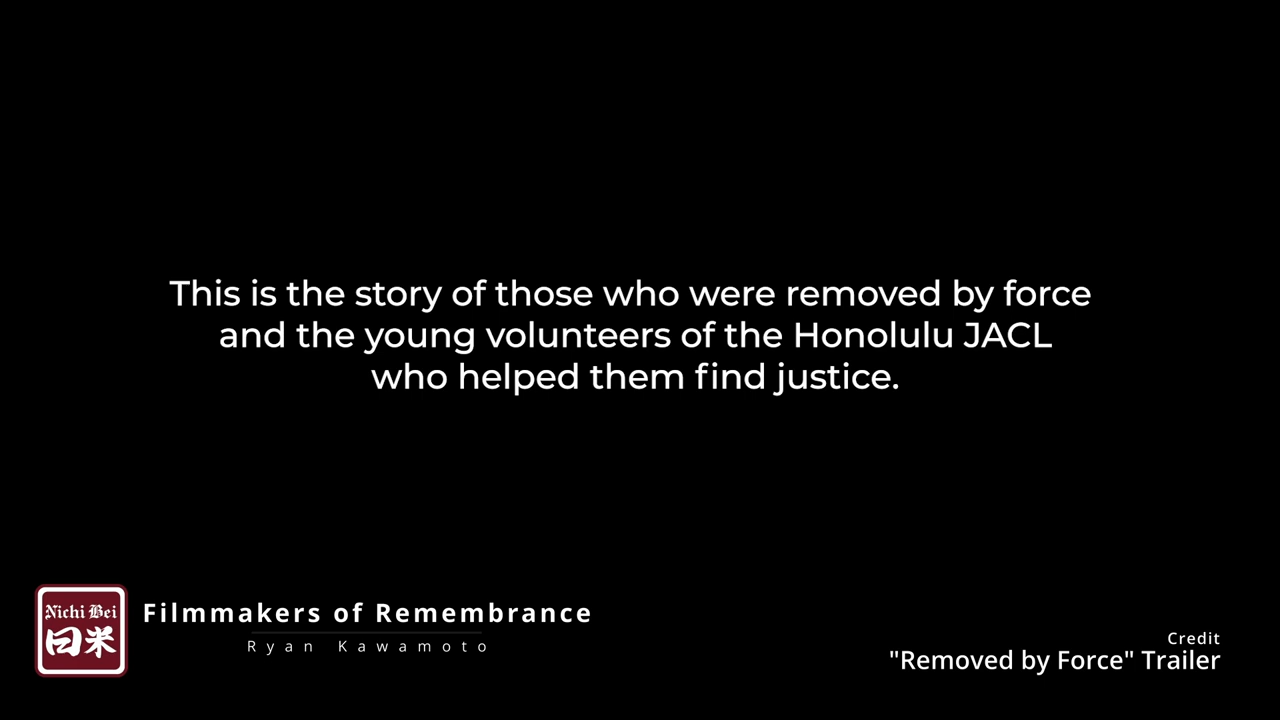 This is the story of those who were removed by force
and the young volunteers of the Honolulu JACL
who helped them find justice.
Nichi Bei
日米
Filmmakers of Remembrance
Ryan Kawamoto
Credit
"Removed by Force" Trailer